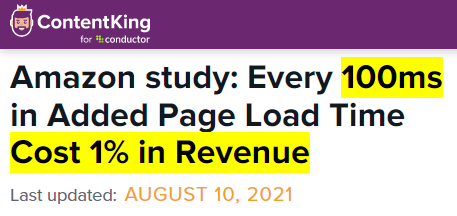 ContentKing
for conductor
Amazon study: Every 100ms
in Added Page Load Time
Cost 1% in Revenue
Last updated: AUGUST 10, 2021